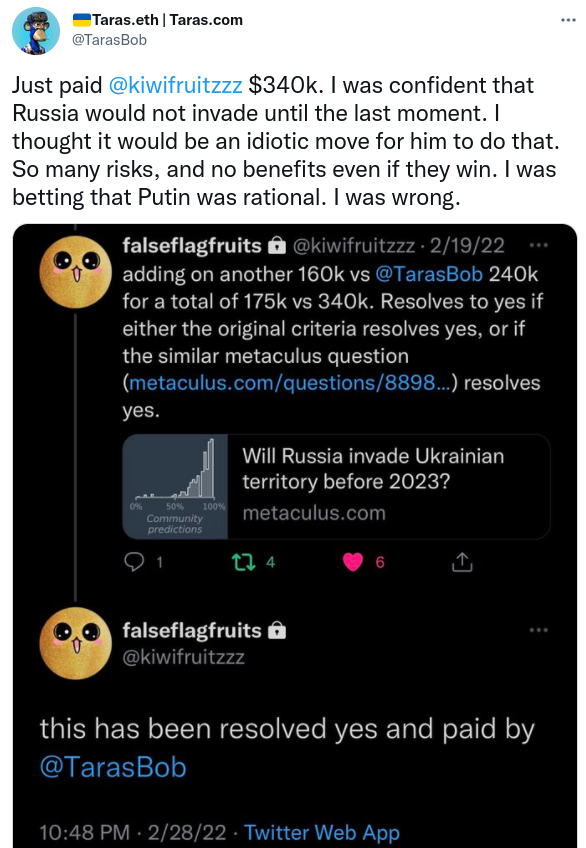 Taras.eth | Taras.com
@TarasBob
Just paid @kiwifruitzzz $340k. I was confident that
Russia would not invade until the last moment. I
thought it would be an idiotic move for him to do that.
So many risks, and no benefits even if they win. I was
betting that Putin was rational. I was wrong.
falseflagfruits @kiwifruitzzz · 2/19/22
adding on another 160k vs @TarasBob 240k
for a total of 175k vs 340k. Resolves to yes if
either the original criteria resolves yes, or if
the similar metaculus question
(metaculus.com/questions/8898...) resolves
yes.
0% 50% 100%
Community
predictions
Will Russia invade Ukrainian
territory before 2023?
metaculus.com
1 4 6
falseflagfruits
@kiwifruitzzz
this has been resolved yes and paid by
@TarasBob
10:48 PM · 2/28/22 · Twitter Web App